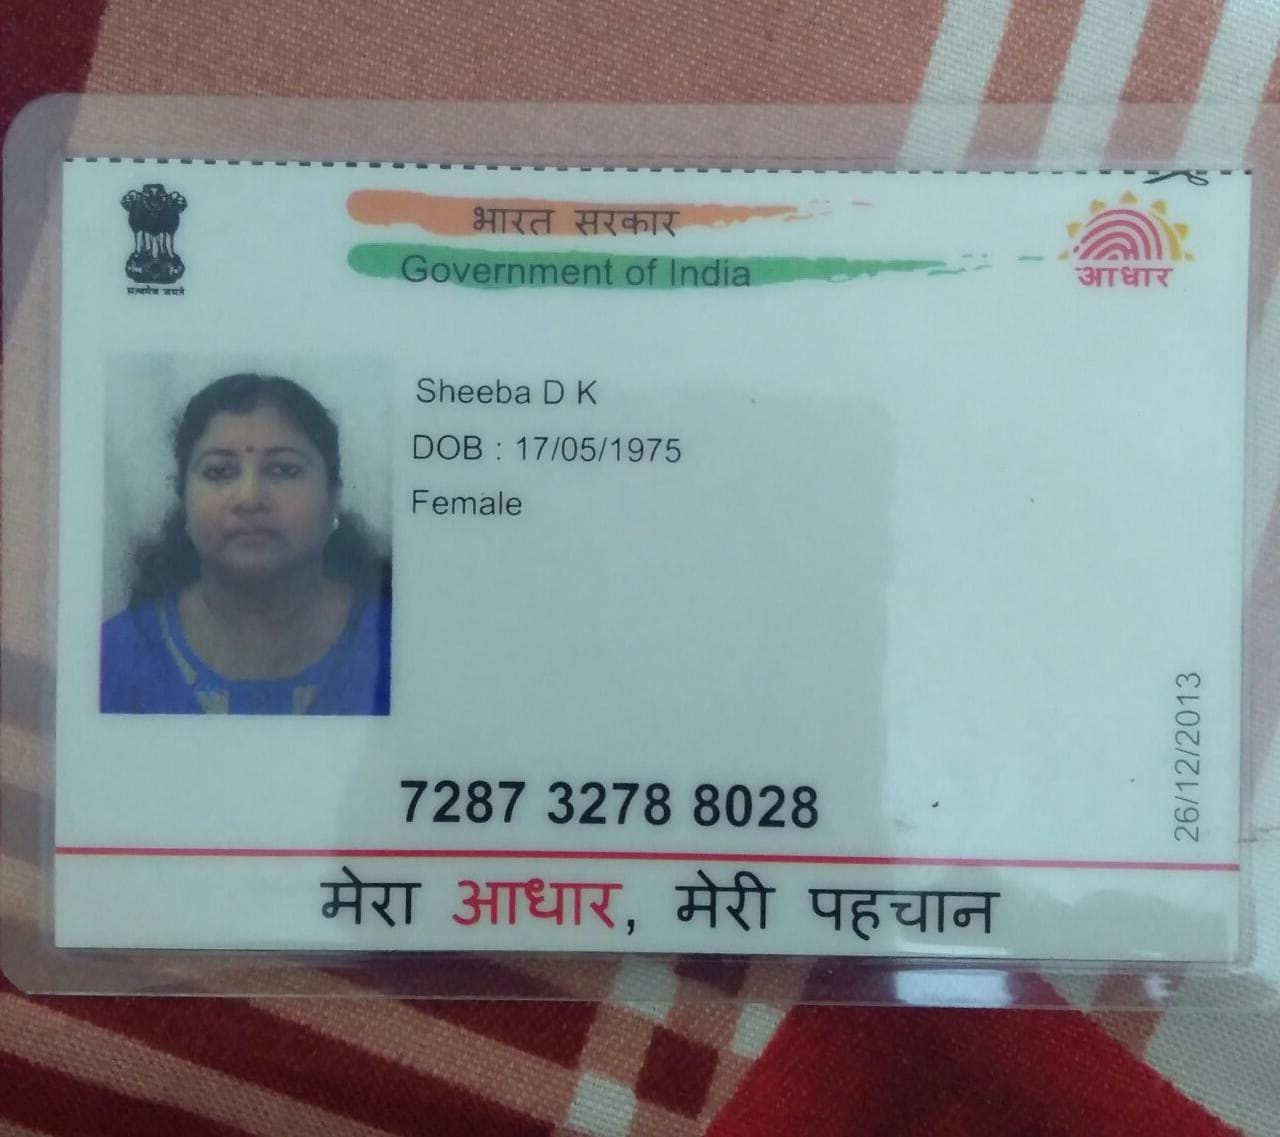 भारत सरकार
Government of India
सत्यमेव जयते
आधार
Sheeba D K
DOB : 17/05/1975
Female
7287 3278 8028
26/12/2013
मेरा आधार, मेरी पहचान